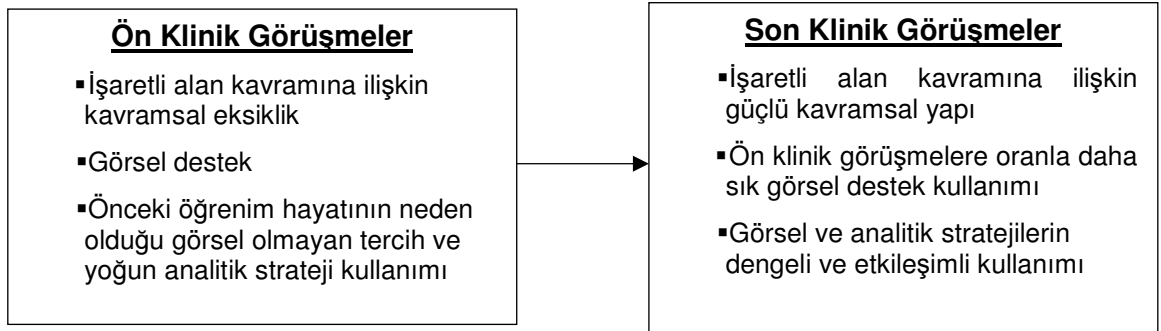 Ön Klinik Görüşmeler
▪İşaretli alan kavramına ilişkin
kavramsal eksiklik
▪Görsel destek
▪Önceki öğrenim hayatının neden
olduğu görsel olmayan tercih ve
yoğun analitik strateji kullanımı
Son Klinik Görüşmeler
▪İşaretli alan kavramına ilişkin
güçlü kavramsal yapı
▪Ön klinik görüşmelere oranla daha
sık görsel destek kullanımı
▪Görsel ve analitik stratejilerin
dengeli ve etkileşimli kullanımı